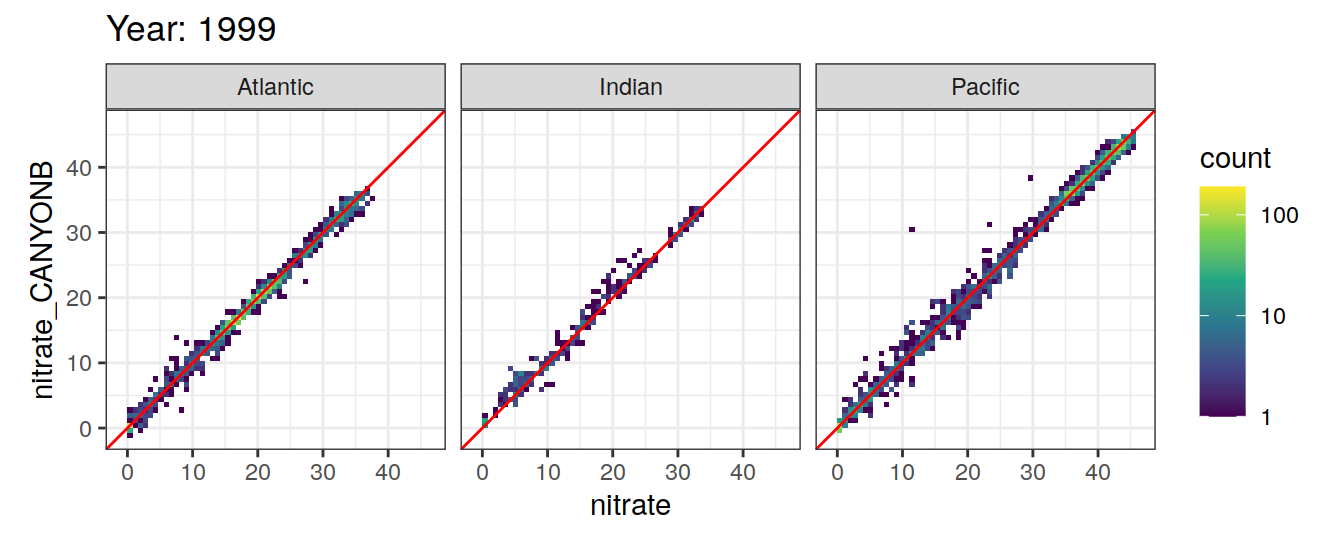 Year: 1999
Atlantic
Indian
Pacific
nitrate_CANYONB
40
30
20
10
0
0 10 20 30 40
0 10 20 30 40
0 10 20 30 40
nitrate
count
100
10
1